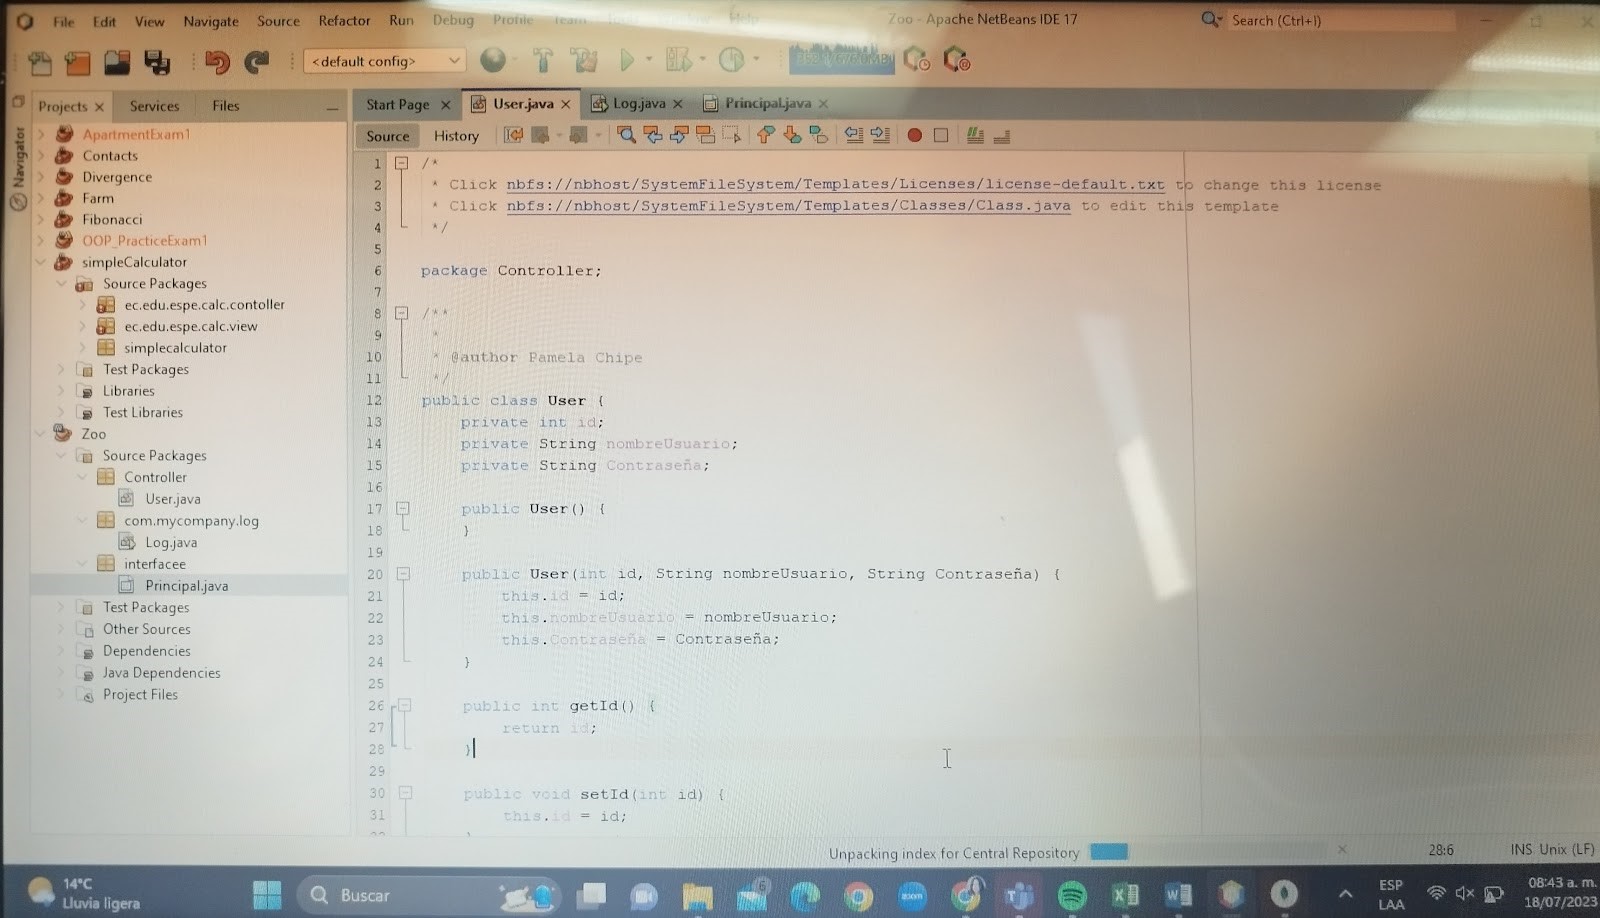 File Edit View Navigate Source Refactor Run Debug Profile Team Tools Window Help Zoo - Apache NetBeans IDE 17 Search (Ctrl+I)
<default config>
Projects Services Files
Start Page User.java Log.java Principal.java
Source History
Navigator
ApartmentExam1
Contacts
Divergence
Farm
Fibonacci
OOP_PracticeExam1
simpleCalculator
Source Packages
ec.edu.espe.calc.contoller
ec.edu.espe.calc.view
simplecalculator
Test Packages
Libraries
Test Libraries
Zoo
Source Packages
Controller
User.java
com.mycompany.log
Log.java
interfacee
Principal.java
Test Packages
Other Sources
Dependencies
Java Dependencies
Project Files
1 /*
2 * Click nbfs://nbhost/SystemFileSystem/Templates/Licenses/license-default.txt to change this license
3 * Click nbfs://nbhost/SystemFileSystem/Templates/Classes/Class.java to edit this template
4 */
5
6 package Controller;
7
8 /**
9 *
10 * @author Pamela Chipe
11 */
12 public class User {
13 private int id;
14 private String nombreUsuario;
15 private String Contraseña;
16
17 public User() {
18 }
19
20 public User(int id, String nombreUsuario, String Contraseña) {
21 this.id = id;
22 this.nombreUsuario = nombreUsuario;
23 this.Contraseña = Contraseña;
24 }
25
26 public int getId() {
27 return id;
28 }
29
30 public void setId(int id) {
31 this.id = id;
Unpacking index for Central Repository 28:6 INS Unix (LF)
14°C
Lluvia ligera
Buscar
6
zoom
ESP
LAA
08:43 a. m.
18/07/2023